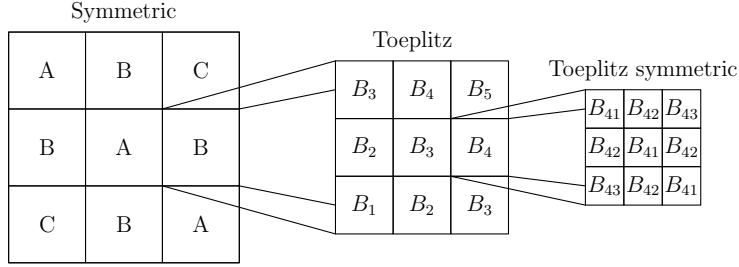 Symmetric
A B C
B A B
C B A
Toeplitz
B₃ B₄ B₅
B₂ B₃ B₄
B₁ B₂ B₃
Toeplitz symmetric
B₄₁ B₄₂ B₄₃
B₄₂ B₄₁ B₄₂
B₄₃ B₄₂ B₄₁